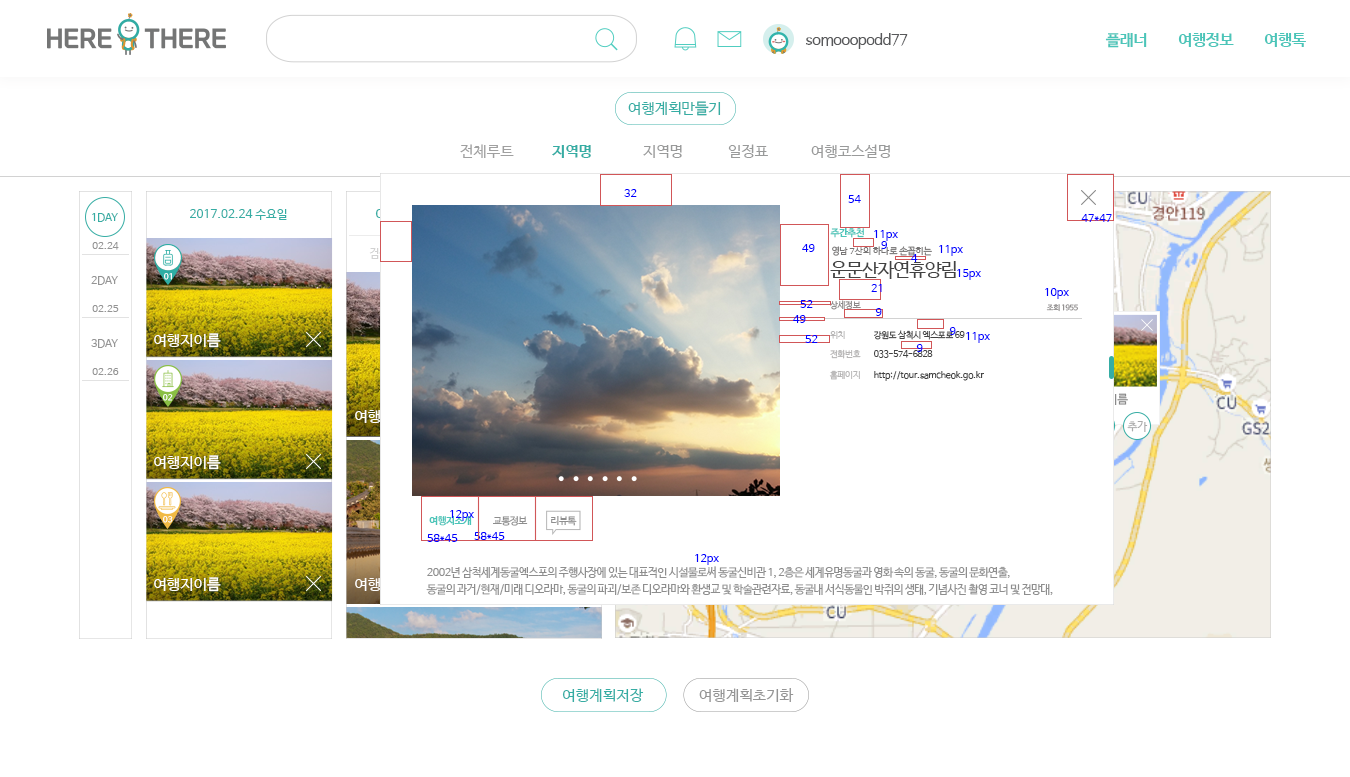 HERE THERE
somooopodd77
플래너 여행정보 여행톡
여행계획만들기
전체루트 지역명 지역명 일정표 여행코스설명
1DAY
02.24
2DAY
02.25
3DAY
02.26
2017.02.24 수요일
01
여행지이름
02
여행지이름
03
여행지이름
32
54
47*47
49
주간추천 11px
9
영남 7산의 하나로 손꼽히는 11px
4
운문산자연휴양림 15px
21
10px
52
상세정보
9
조회 1955
49
9
52
위치 강원도 삼척시 엑스포로 69 11px
9
전화번호 033-574-6828
홈페이지 http://tour.samcheok.go.kr
12px
여행지소개 교통정보 리뷰톡
58*45 58*45
12px
2002년 삼척세계동굴엑스포의 주행사장에 있는 대표적인 시설물로써 동굴신비관 1, 2층은 세계유명동굴과 영화 속의 동굴, 동굴의 문화연출,
동굴의 과거/현재/미래 디오라마, 동굴의 파괴/보존 디오라마와 환생교 및 학술관련자료, 동굴내 서식동물인 박쥐의 생태, 기념사진 촬영 코너 및 전망대,
CU
경안119
이름
추가
CU
GS2
CU
여행계획저장 여행계획초기화